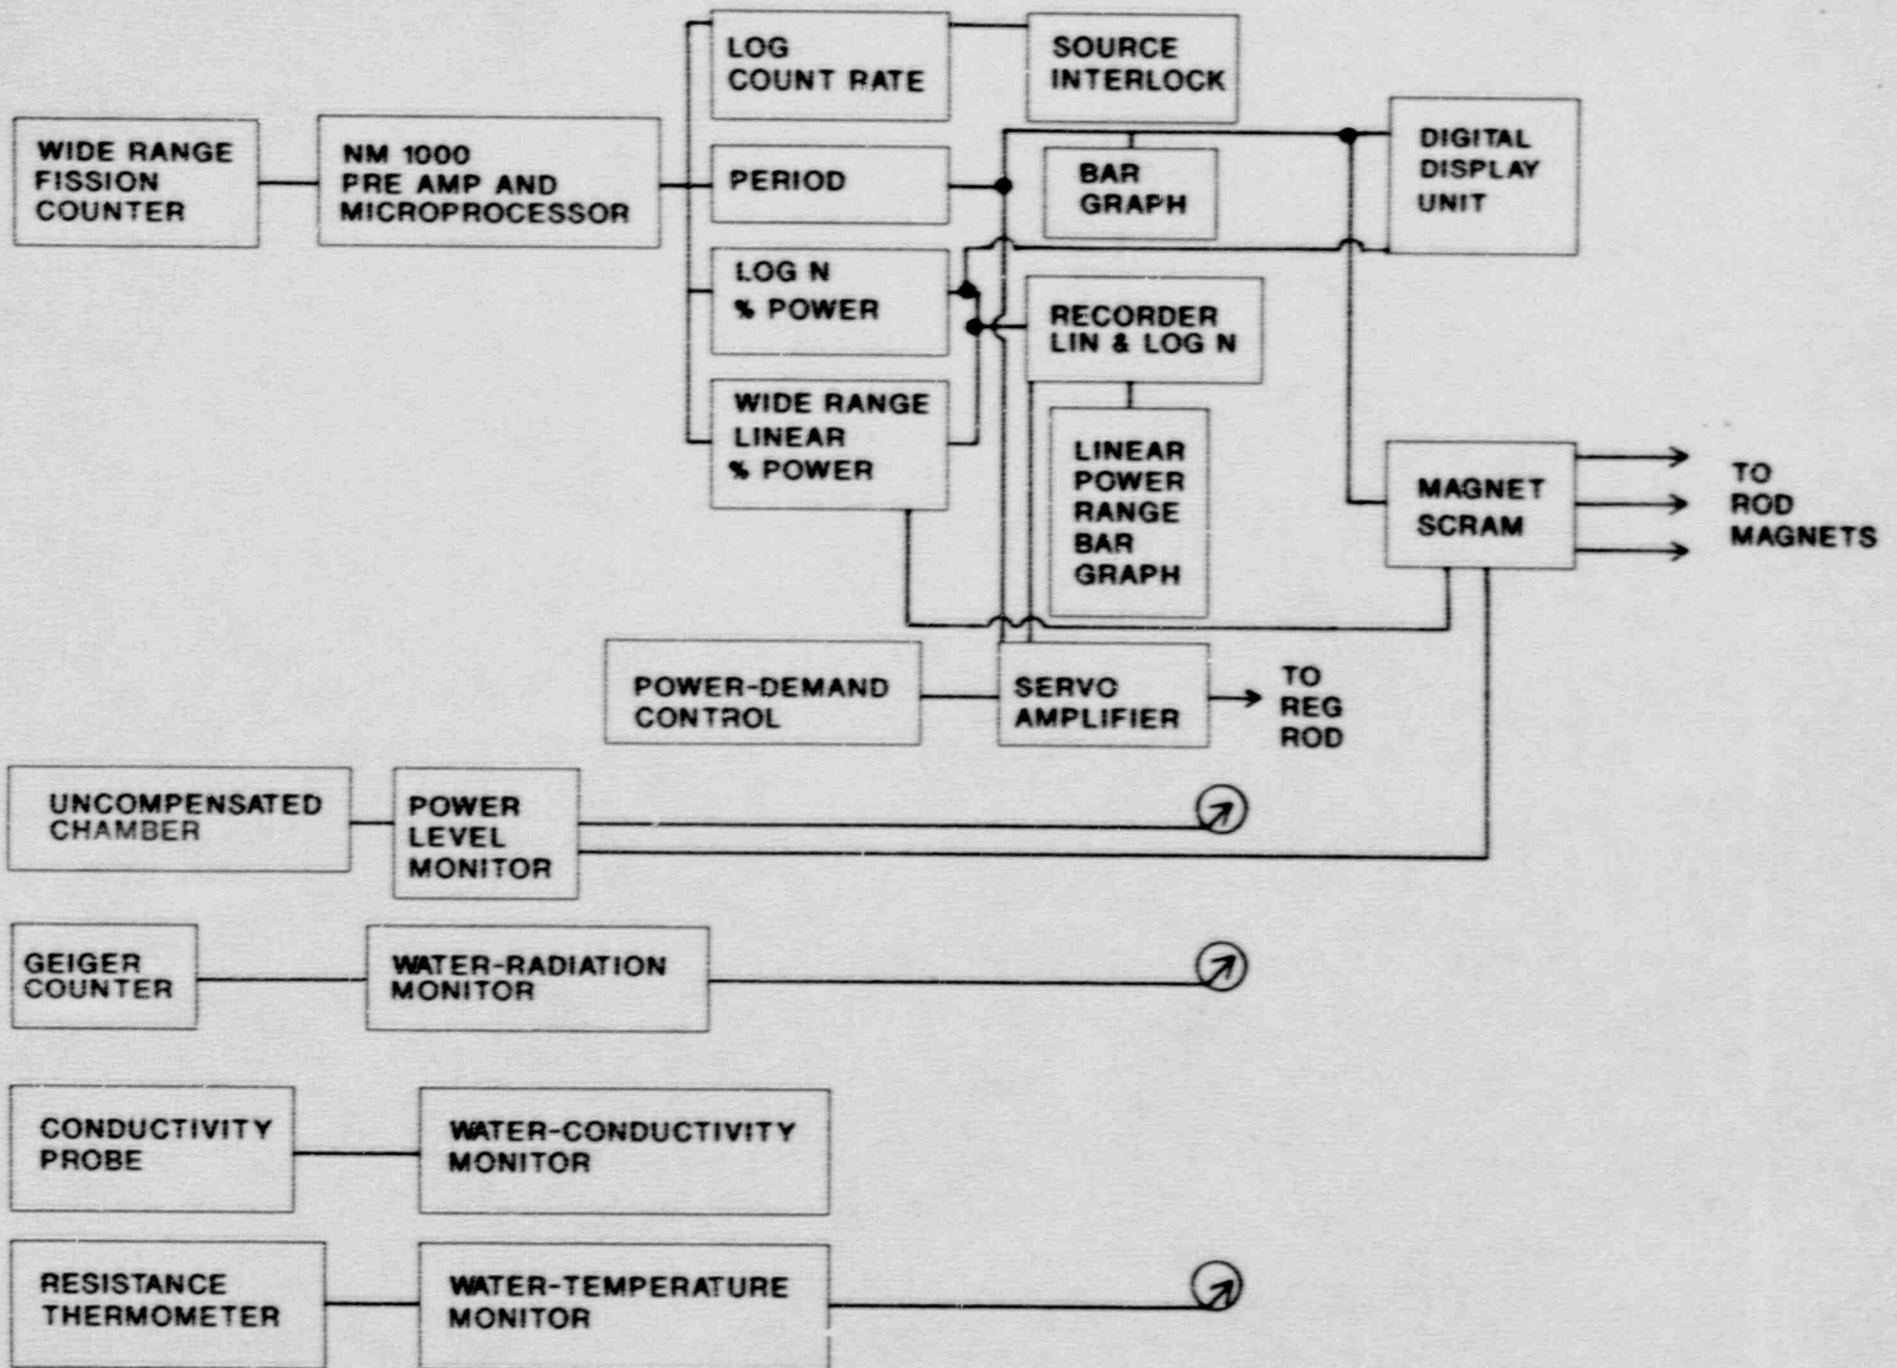 LOG
COUNT RATE
SOURCE
INTERLOCK
WIDE RANGE
FISSION
COUNTER
NM 1000
PRE AMP AND
MICROPROCESSOR
PERIOD
BAR
GRAPH
DIGITAL
DISPLAY
UNIT
LOG N
% POWER
RECORDER
LIN & LOG N
WIDE RANGE
LINEAR
% POWER
LINEAR
POWER
RANGE
BAR
GRAPH
MAGNET
SCRAM
TO
ROD
MAGNETS
POWER-DEMAND
CONTROL
SERVO
AMPLIFIER
TO
REG
ROD
UNCOMPENSATED
CHAMBER
POWER
LEVEL
MONITOR
GEIGER
COUNTER
WATER-RADIATION
MONITOR
CONDUCTIVITY
PROBE
WATER-CONDUCTIVITY
MONITOR
RESISTANCE
THERMOMETER
WATER-TEMPERATURE
MONITOR